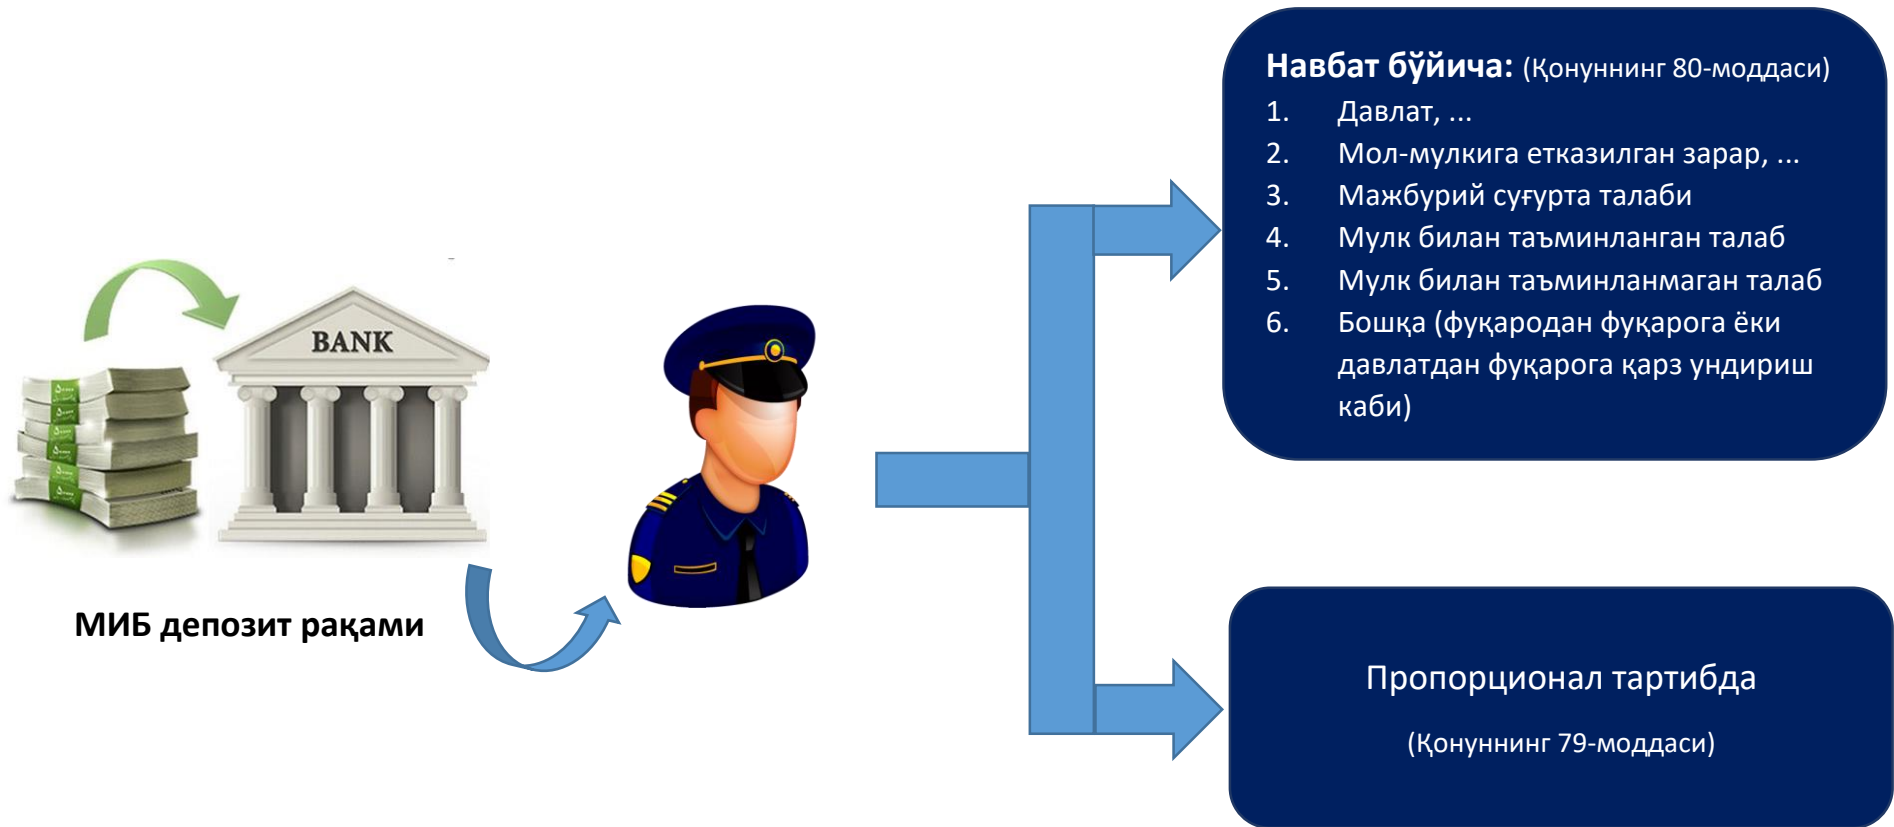 BANK
МИБ депозит рақами
Навбат бўйича: (Қонуннинг 80-моддаси)
1. Давлат, ...
2. Мол-мулкига етказилган зарар, ...
3. Мажбурий суғурта талаби
4. Мулк билан таъминланган талаб
5. Мулк билан таъминланмаган талаб
6. Бошқа (фуқародан фуқарога ёки
давлатдан фуқарога қарз ундириш
каби)
Пропорционал тартибда
(Қонуннинг 79-моддаси)